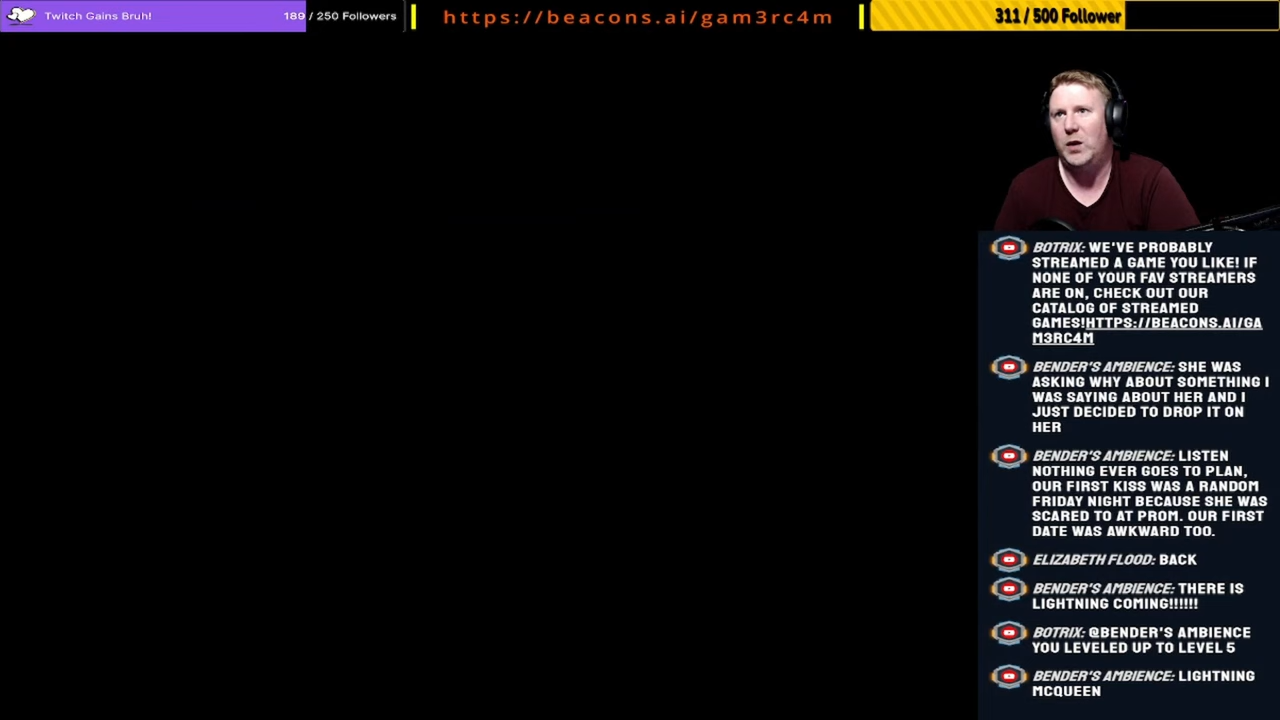 Twitch Gains Bruh! 189 / 250 Followers
https://beacons.ai/gam3rc4m
311 / 500 Follower
BOTRIX: WE'VE PROBABLY
STREAMED A GAME YOU LIKE! IF
NONE OF YOUR FAV STREAMERS
ARE ON, CHECK OUT OUR
CATALOG OF STREAMED
GAMES!HTTPS://BEACONS.AI/GA
M3RC4M
BENDER'S AMBIENCE: SHE WAS
ASKING WHY ABOUT SOMETHING I
WAS SAYING ABOUT HER AND I
JUST DECIDED TO DROP IT ON
HER
BENDER'S AMBIENCE: LISTEN
NOTHING EVER GOES TO PLAN,
OUR FIRST KISS WAS A RANDOM
FRIDAY NIGHT BECAUSE SHE WAS
SCARED TO AT PROM. OUR FIRST
DATE WAS AWKWARD TOO.
ELIZABETH FLOOD: BACK
BENDER'S AMBIENCE: THERE IS
LIGHTNING COMING!!!!!!
BOTRIX: @BENDER'S AMBIENCE
YOU LEVELED UP TO LEVEL 5
BENDER'S AMBIENCE: LIGHTNING
MCQUEEN